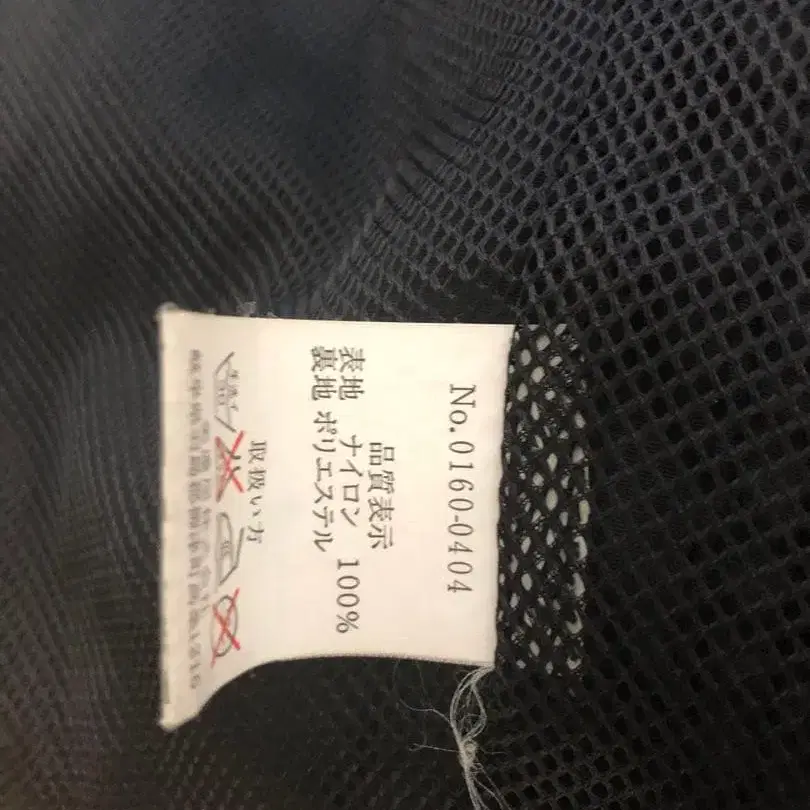 No.0160-0404
品質表示
表地 ナイロン 100%
裏地 ポリエステル
取扱い方